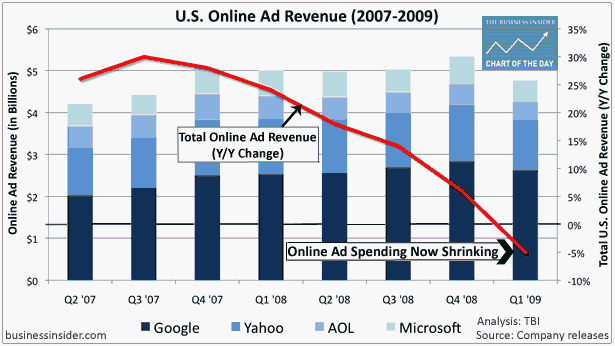 U.S. Online Ad Revenue (2007-2009)
THE BUSINESS INSIDER
CHART OF THE DAY
Online Ad Revenue (in Billions)
$6
$5
$4
$3
$2
$1
$0
Total Online Ad Revenue
(Y/Y Change)
Online Ad Spending Now Shrinking
35%
30%
25%
20%
15%
10%
5%
0%
-5%
-10%
Total U.S. Online Ad Revenue (Y/Y Change)
Q2 '07 Q3 '07 Q4 '07 Q1 '08 Q2 '08 Q3 '08 Q4 '08 Q1 '09
Google Yahoo AOL Microsoft
businessinsider.com
Analysis: TBI
Source: Company releases